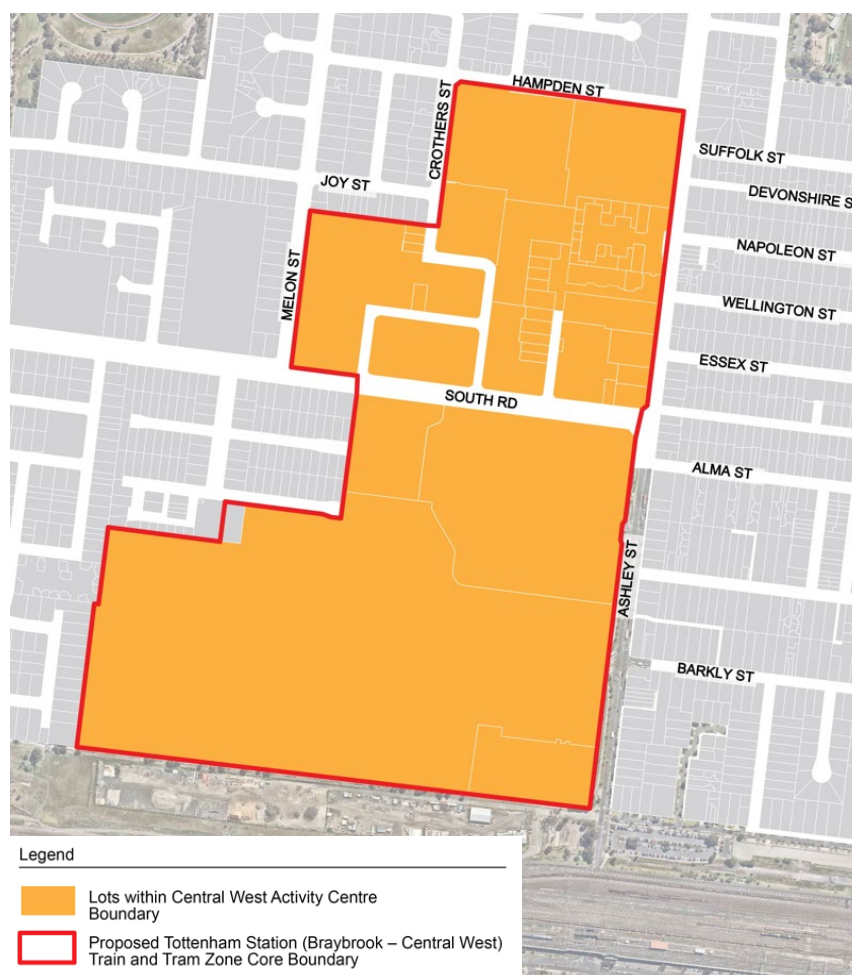 HAMPDEN ST
CROTHERS ST
SUFFOLK ST
JOY ST
DEVONSHIRE S
NAPOLEON ST
MELON ST
WELLINGTON ST
ESSEX ST
SOUTH RD
ALMA ST
ASHLEY ST
BARKLY ST
Legend
Lots within Central West Activity Centre
Boundary
Proposed Tottenham Station (Braybrook – Central West)
Train and Tram Zone Core Boundary